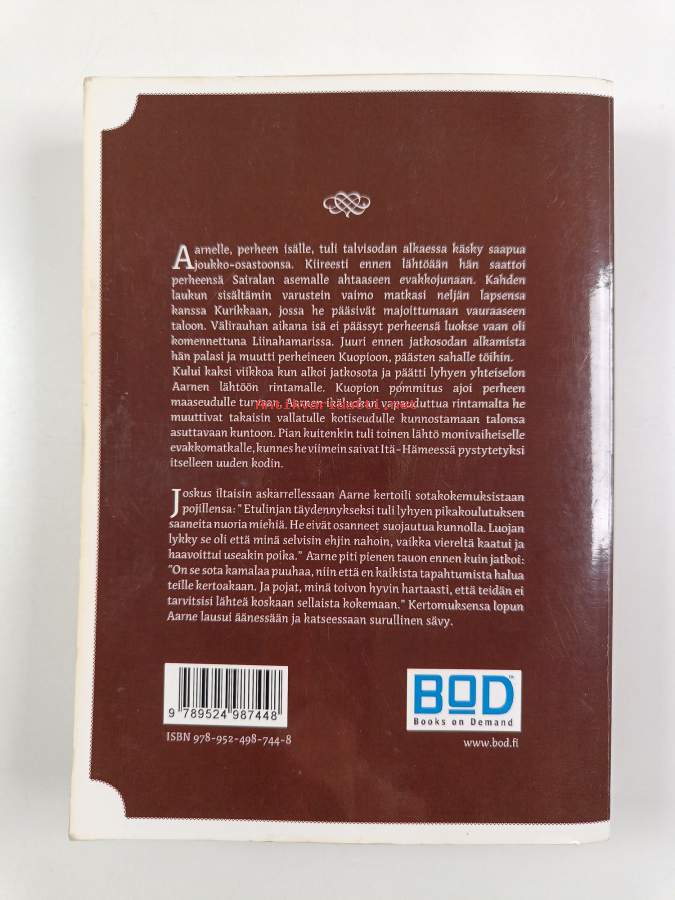 Aarnelle, perheen isälle, tuli talvisodan alkaessa käsky saapua
joukko-osastoonsa. Kiireesti ennen lähtöään hän saattoi
perheensä Sairalan asemalle ahtaaseen evakkojunaan. Kahden
laukun sisältämin varustein vaimo matkasi neljän lapsensa
kanssa Kurikkaan, jossa he pääsivät majoittumaan vauraaseen
taloon. Välirauhan aikana isä ei päässyt perheensä luokse vaan oli
komennettuna Liinahamarissa. Juuri ennen jatkosodan alkamista
hän palasi ja muutti perheineen Kuopioon, päästen sahalle töihin.
Kului kaksi viikkoa kun alkoi jatkosota ja päätti lyhyen yhteiselon
Aarnen lähtöön rintamalle. Kuopion pommitus ajoi perheen
maaseudulle turvaan. Aarnen ikäluokan vapauduttua rintamalta he
Antikvariaatti.net
muuttivat takaisin vallatulle kotiseudulle kunnostamaan talonsa
asuttavaan kuntoon. Pian kuitenkin tuli toinen lähtö monivaiheiselle
evakkomatkalle, kunnes he viimein saivat Itä-Hämeessä pystytetyksi
itselleen uuden kodin.
Joskus iltaisin askarrellessaan Aarne kertoili sotakokemuksistaan
pojillensa: "Etulinjan täydennykseksi tuli lyhyen pikakoulutuksen
saaneita nuoria miehiä. He eivät osanneet suojautua kunnolla. Luojan
lykky se oli että minä selvisin ehjin nahoin, vaikka viereltä kaatui ja
haavoittui useakin poika." Aarne piti pienen tauon ennen kuin jatkoi:
"On se sota kamalaa puuhaa, niin että en kaikista tapahtumista halua
teille kertoakaan. Ja pojat, minä toivon hyvin hartaasti, että teidän ei
tarvitsisi lähteä koskaan sellaista kokemaan." Kertomuksensa lopun
Aarne lausui äänessään ja katseessaan surullinen sävy.
9 789524 987448
ISBN 978-952-498-744-8
BOD™
Books on Demand
www.bod.fi